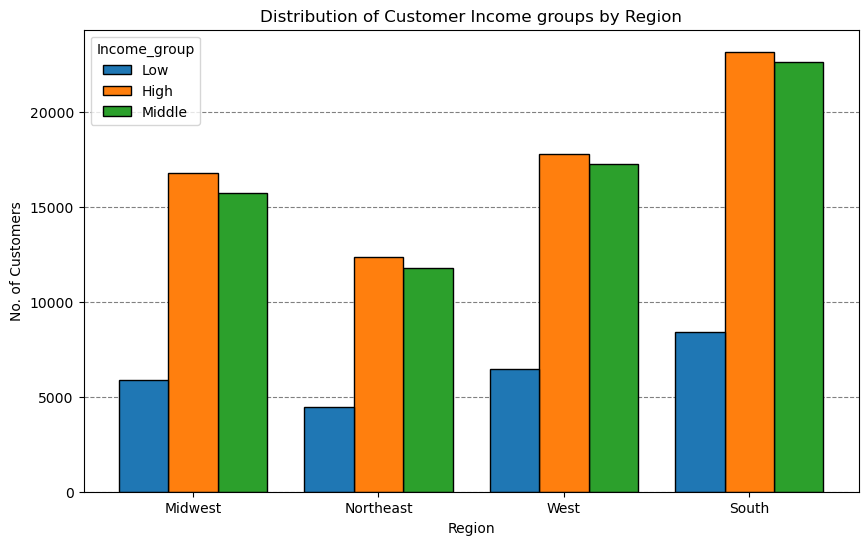 Distribution of Customer Income groups by Region
Income_group
Low
High
Middle
20000
15000
10000
5000
0
No. of Customers
Midwest
Northeast
West
South
Region